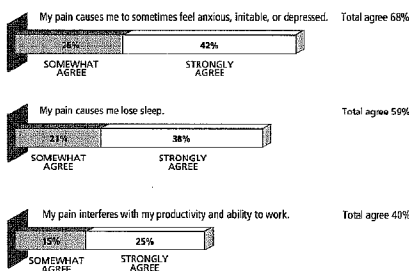 My pain causes me to sometimes feel anxious, irritable, or depressed. Total agree 68%
26% 42%
SOMEWHAT AGREE STRONGLY AGREE
My pain causes me lose sleep. Total agree 59%
21% 38%
SOMEWHAT AGREE STRONGLY AGREE
My pain interferes with my productivity and ability to work. Total agree 40%
15% 25%
SOMEWHAT AGREE STRONGLY AGREE